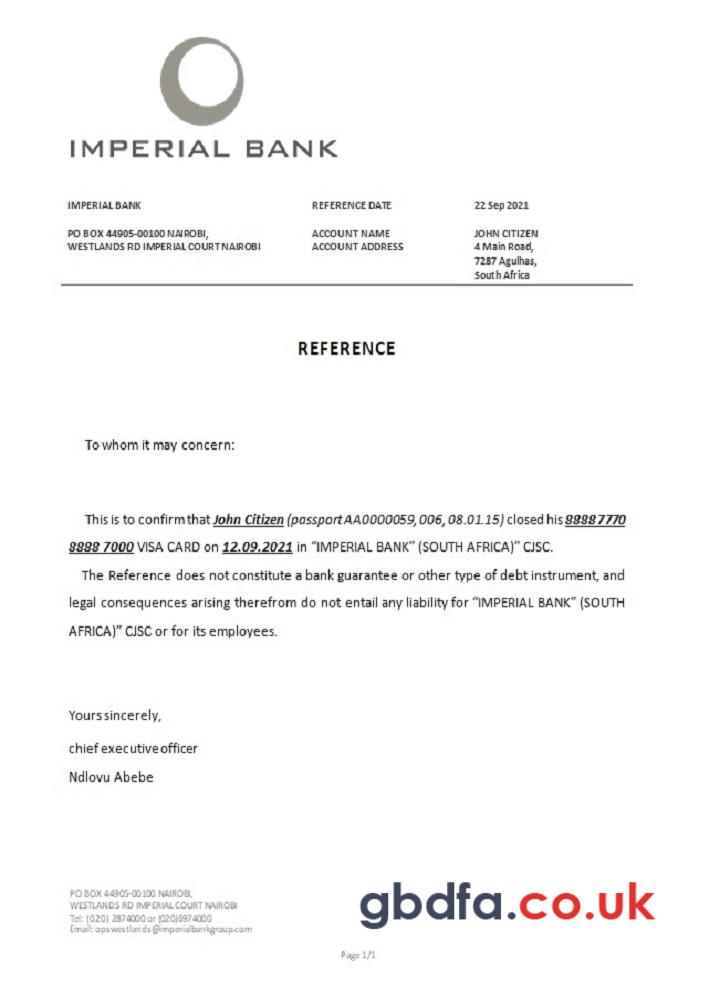 IMPERIAL BANK
IMPERIAL BANK REFERENCE DATE 22 Sep 2021
PO BOX 44905-00100 NAIROBI, ACCOUNT NAME JOHN CITIZEN
WESTLANDS RD IMPERIAL COURT NAIROBI ACCOUNT ADDRESS 4 Main Road,
7287 Agulhas,
South Africa
REFERENCE
To whom it may concern:
This is to confirm that John Citizen (passport AA0000059, 006, 08.01.15) closed his 8888 7770
8888 7000 VISA CARD on 12.09.2021 in “IMPERIAL BANK” (SOUTH AFRICA)” CJSC.
The Reference does not constitute a bank guarantee or other type of debt instrument, and
legal consequences arising therefrom do not entail any liability for “IMPERIAL BANK” (SOUTH
AFRICA)” CJSC or for its employees.
Yours sincerely,
chief executive officer
Ndlovu Abebe
PO BOX 44905-00100 NAIROBI,
WESTLANDS RD IMPERIAL COURT NAIROBI
Tel: (020) 2874000 or (020)8974000
Email: opswestlands@imperialbankgroup.com
gbdfa.co.uk
Page 1/1